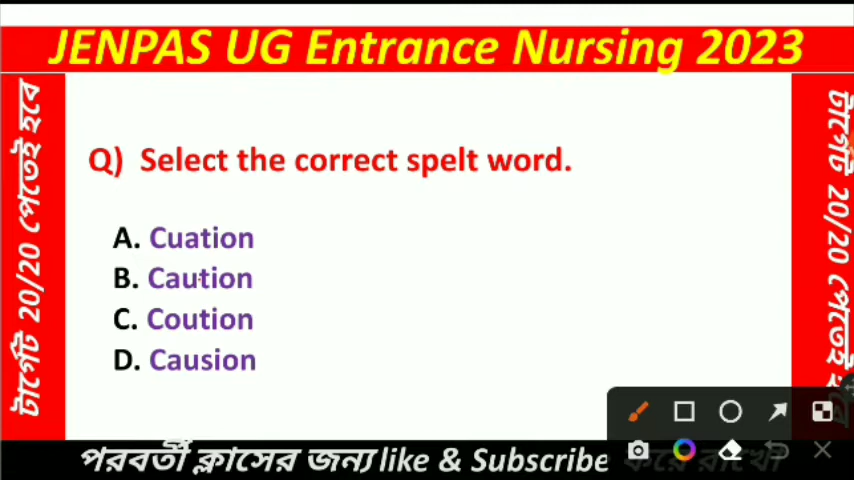 JENPAS UG Entrance Nursing 2023
টার্গেট 20/20 পেতেই হবে
Q) Select the correct spelt word.
A. Cuation
B. Caution
C. Coution
D. Causion
টার্গেট 20/20 পেতেই
পরবর্তী ক্লাসের জন্য like & Subscribe করে রাখো